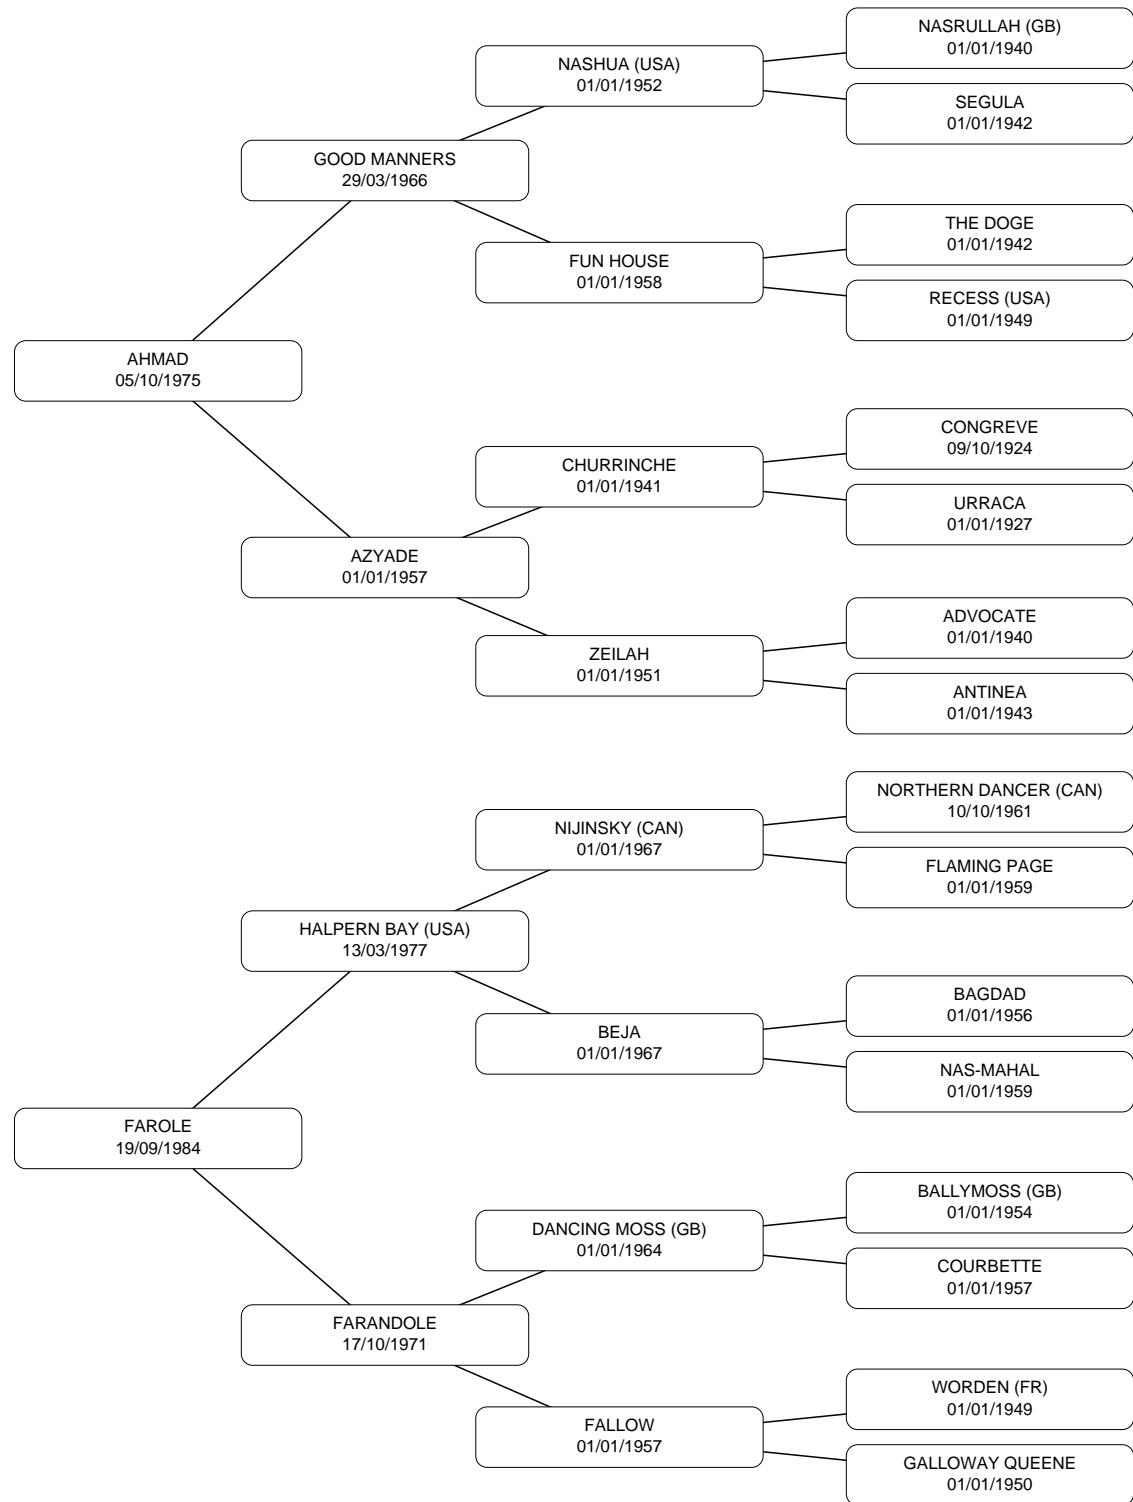 NASRULLAH (GB)
01/01/1940
NASHUA (USA)
01/01/1952
SEGULA
01/01/1942
GOOD MANNERS
29/03/1966
THE DOGE
01/01/1942
FUN HOUSE
01/01/1958
RECESS (USA)
01/01/1949
AHMAD
05/10/1975
CONGREVE
09/10/1924
CHURRINCHE
01/01/1941
URRACA
01/01/1927
AZYADE
01/01/1957
ADVOCATE
01/01/1940
ZEILAH
01/01/1951
ANTINEA
01/01/1943
NORTHERN DANCER (CAN)
10/10/1961
NIJINSKY (CAN)
01/01/1967
FLAMING PAGE
01/01/1959
HALPERN BAY (USA)
13/03/1977
BAGDAD
01/01/1956
BEJA
01/01/1967
NAS-MAHAL
01/01/1959
FAROLE
19/09/1984
BALLYMOSS (GB)
01/01/1954
DANCING MOSS (GB)
01/01/1964
COURBETTE
01/01/1957
FARANDOLE
17/10/1971
WORDEN (FR)
01/01/1949
FALLOW
01/01/1957
GALLOWAY QUEENE
01/01/1950